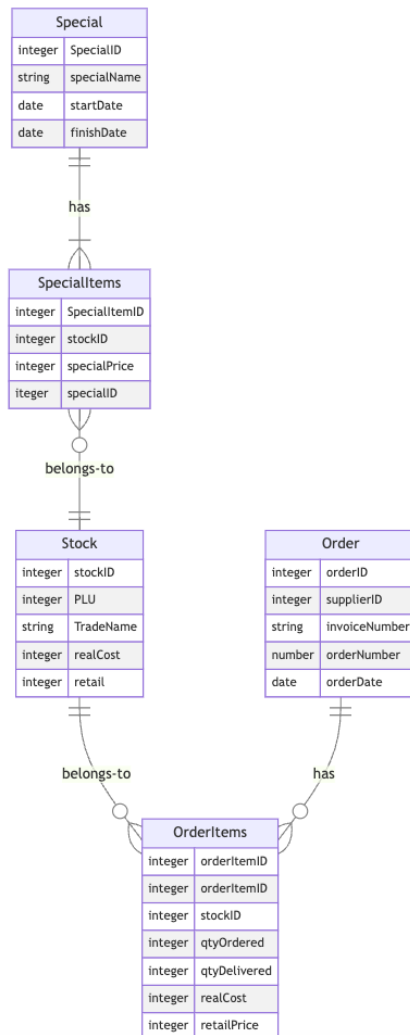 Special
integer SpecialID
string specialName
date startDate
date finishDate
has
SpecialItems
integer SpecialItemID
integer stockID
integer specialPrice
iteger specialID
belongs-to
Stock
integer stockID
integer PLU
string TradeName
integer realCost
integer retail
Order
integer orderID
integer supplierID
string invoiceNumber
number orderNumber
date orderDate
belongs-to
has
OrderItems
integer orderItemID
integer orderItemID
integer stockID
integer qtyOrdered
integer qtyDelivered
integer realCost
integer retailPrice